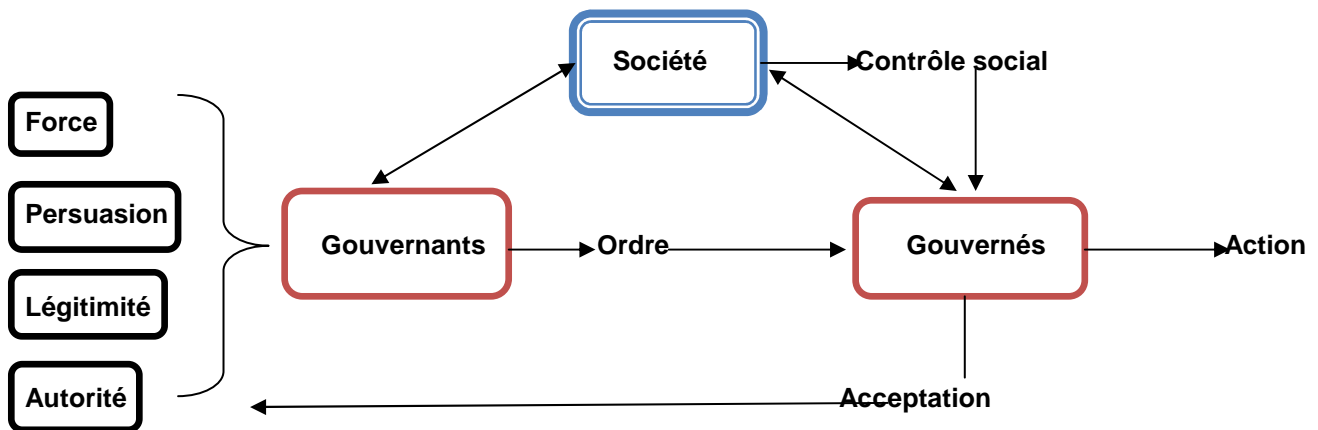 Société
Contrôle social
Force
Persuasion
Gouvernants
Ordre
Gouvernés
Action
Légitimité
Autorité
Acceptation